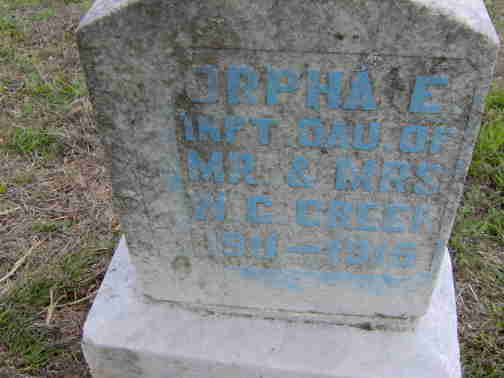 ORPHA E.
INFT. DAU. OF
MR. & MRS.
W. C. CREEK
1911 — 1915